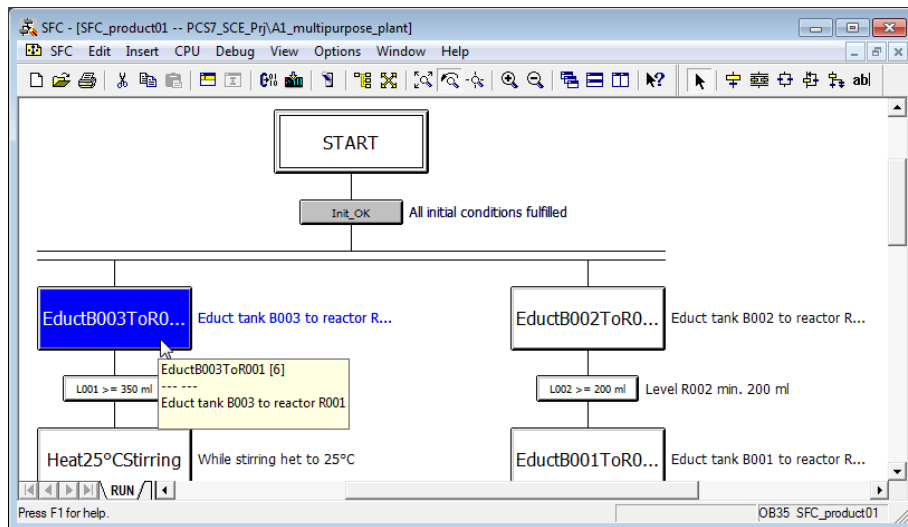 SFC - [SFC_product01 -- PCS7_SCE_Prj\A1_multipurpose_plant]
SFC Edit Insert CPU Debug View Options Window Help
abl
START
Init_OK All initial conditions fulfilled
EductB003ToR0... Educt tank B003 to reactor R... EductB002ToR0... Educt tank B002 to reactor R...
EductB003ToR001 [6]
--- ---
Educt tank B003 to reactor R001
L001 >= 350 ml L002 >= 200 ml Level R002 min. 200 ml
Heat25°CStirring While stirring het to 25°C EductB001ToR0... Educt tank B001 to reactor R...
RUN
Press F1 for help. OB35 SFC_product01